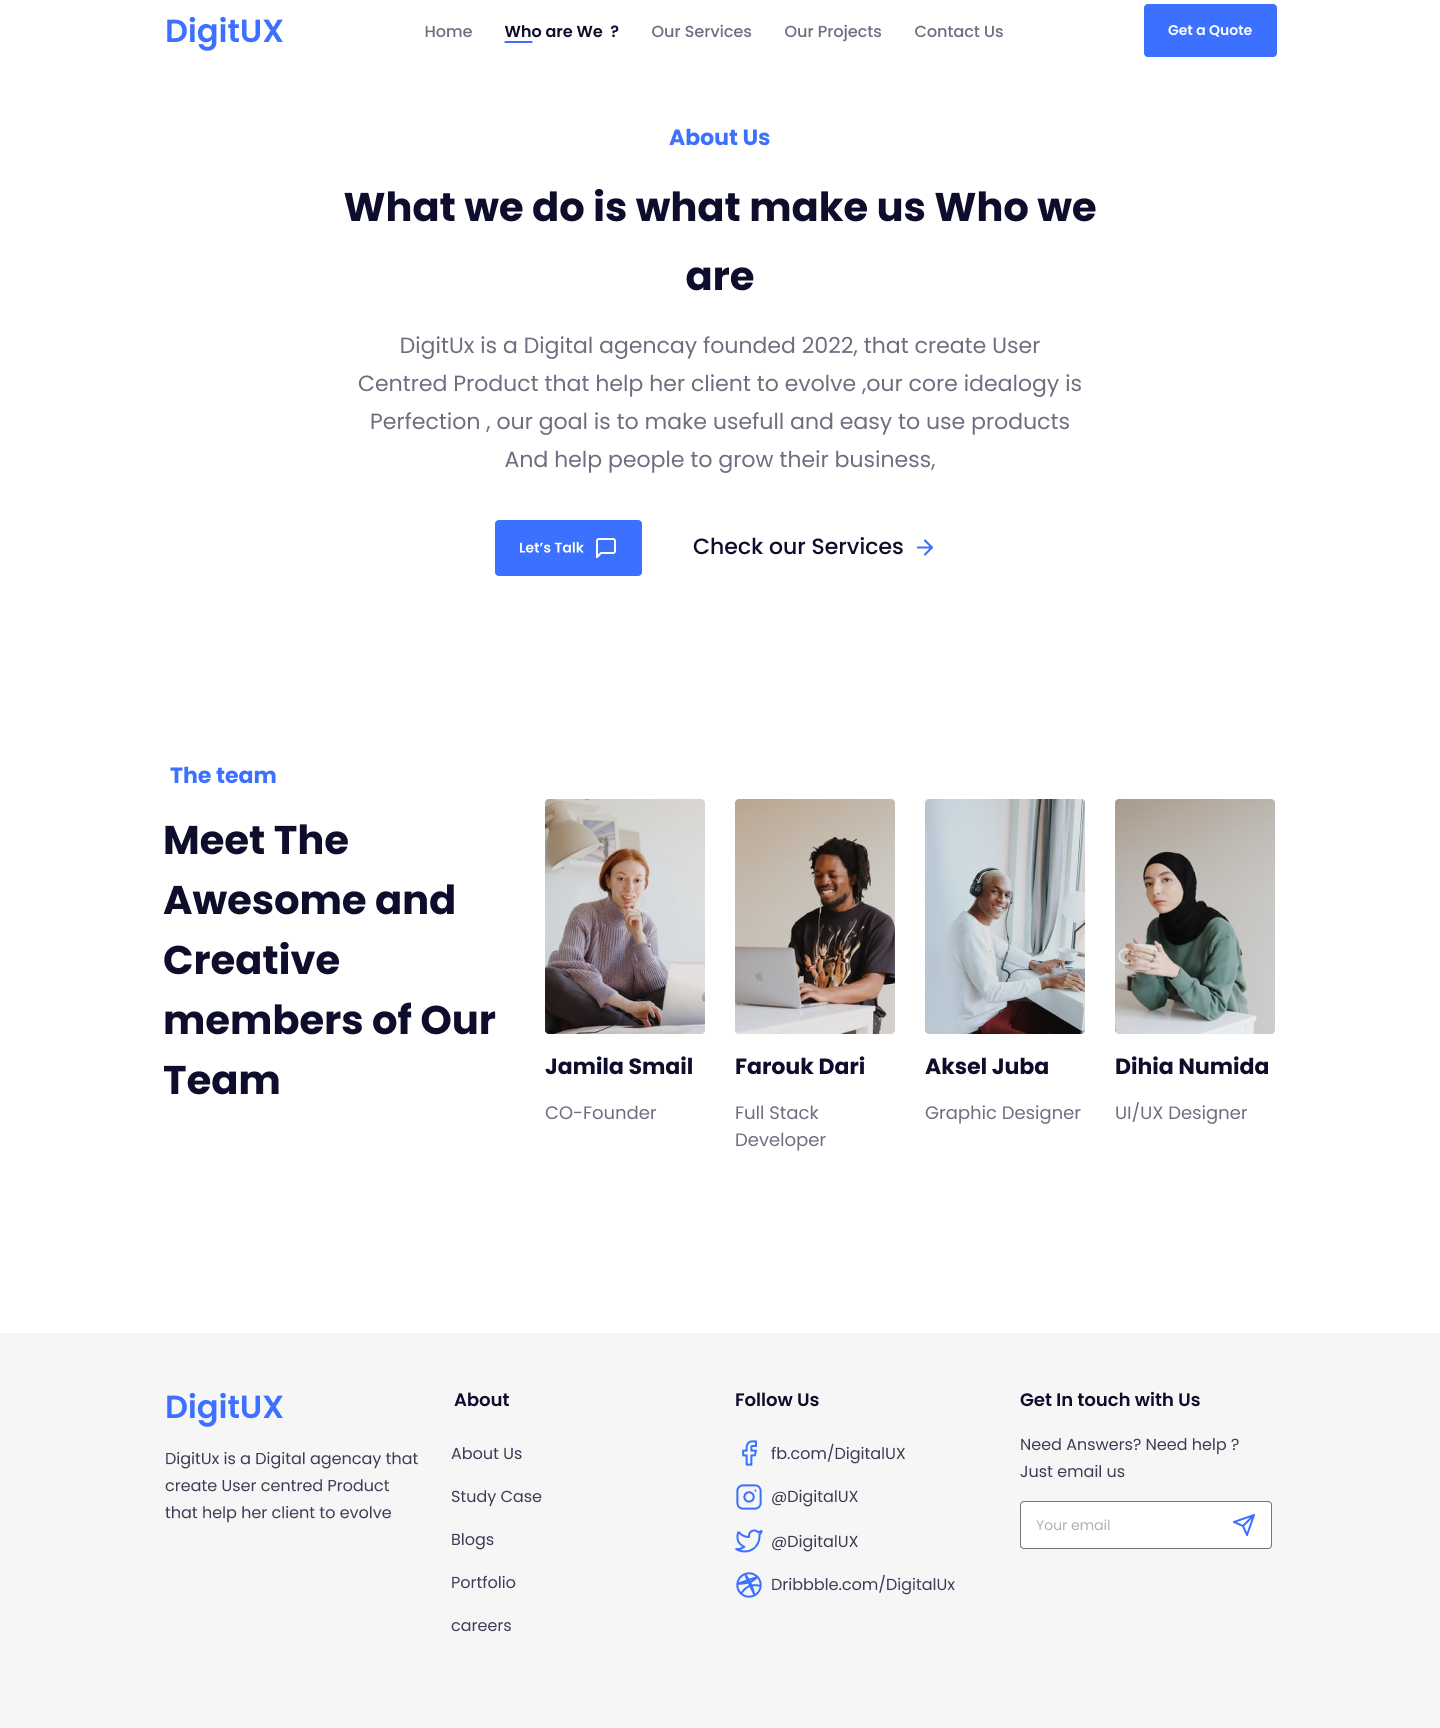 DigitUX
Home
Who are We ?
Our Services
Our Projects
Contact Us
Get a Quote
About Us
What we do is what make us Who we
are
DigitUx is a Digital agencay founded 2022, that create User
Centred Product that help her client to evolve ,our core idealogy is
Perfection , our goal is to make usefull and easy to use products
And help people to grow their business,
Let’s Talk
Check our Services
The team
Meet The
Awesome and
Creative
members of Our
Team
Jamila Smail
CO-Founder
Farouk Dari
Full Stack
Developer
Aksel Juba
Graphic Designer
Dihia Numida
UI/UX Designer
DigitUX
DigitUx is a Digital agencay that
create User centred Product
that help her client to evolve
About
About Us
Study Case
Blogs
Portfolio
careers
Follow Us
fb.com/DigitalUX
@DigitalUX
@DigitalUX
Dribbble.com/DigitalUx
Get In touch with Us
Need Answers? Need help ?
Just email us
Your email